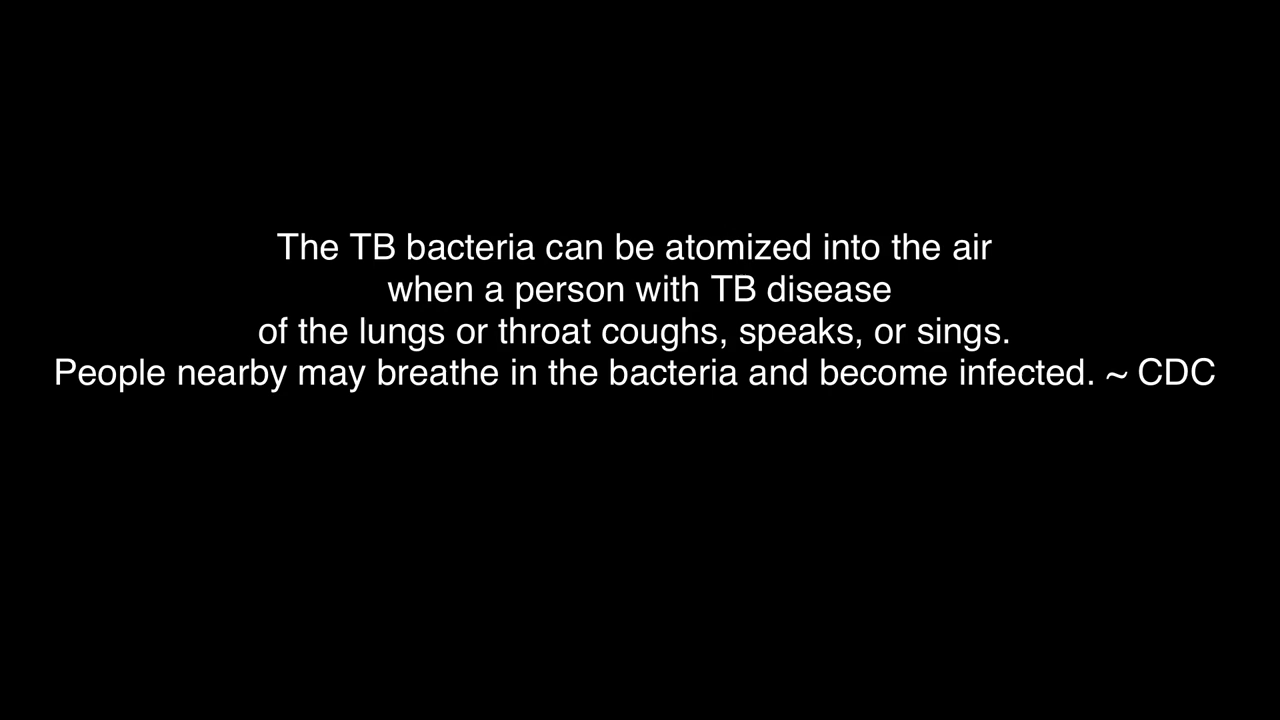 The TB bacteria can be atomized into the air
when a person with TB disease
of the lungs or throat coughs, speaks, or sings.
People nearby may breathe in the bacteria and become infected. ~ CDC